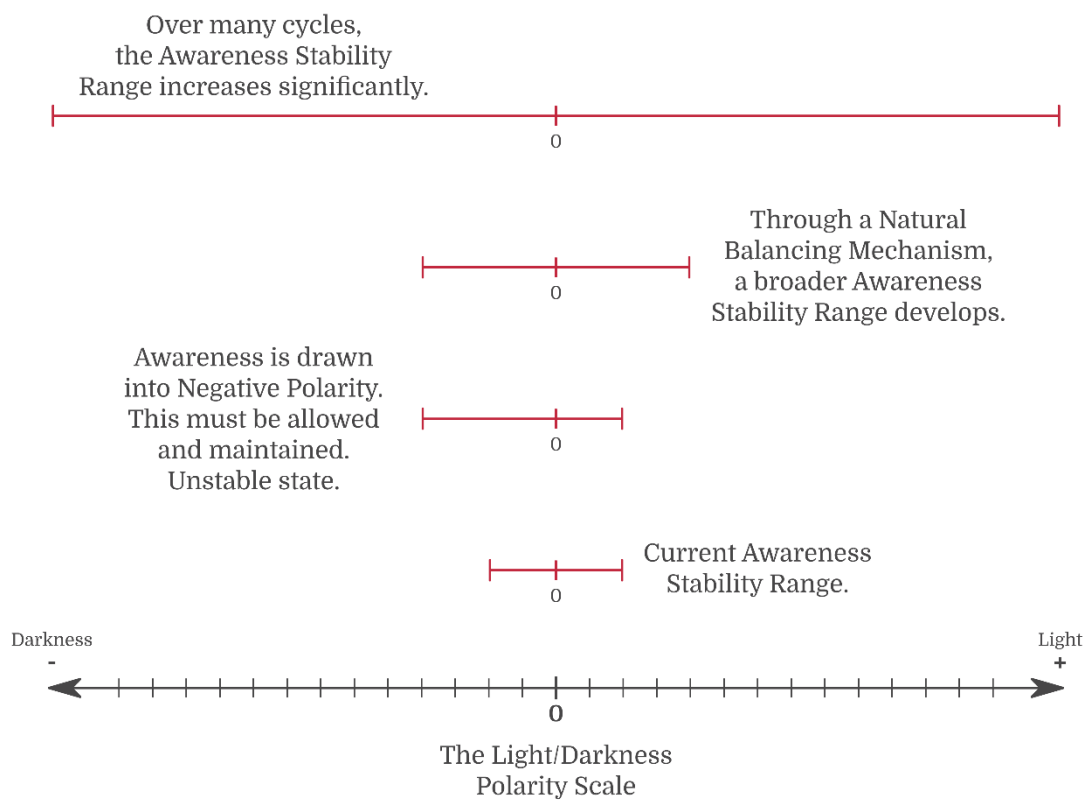 Over many cycles,
the Awareness Stability
Range increases significantly.
0
Through a Natural
Balancing Mechanism,
a broader Awareness
Stability Range develops.
0
Awareness is drawn
into Negative Polarity.
This must be allowed
and maintained.
Unstable state.
0
Current Awareness
Stability Range.
0
Darkness
-
Light
+
0
The Light/Darkness
Polarity Scale